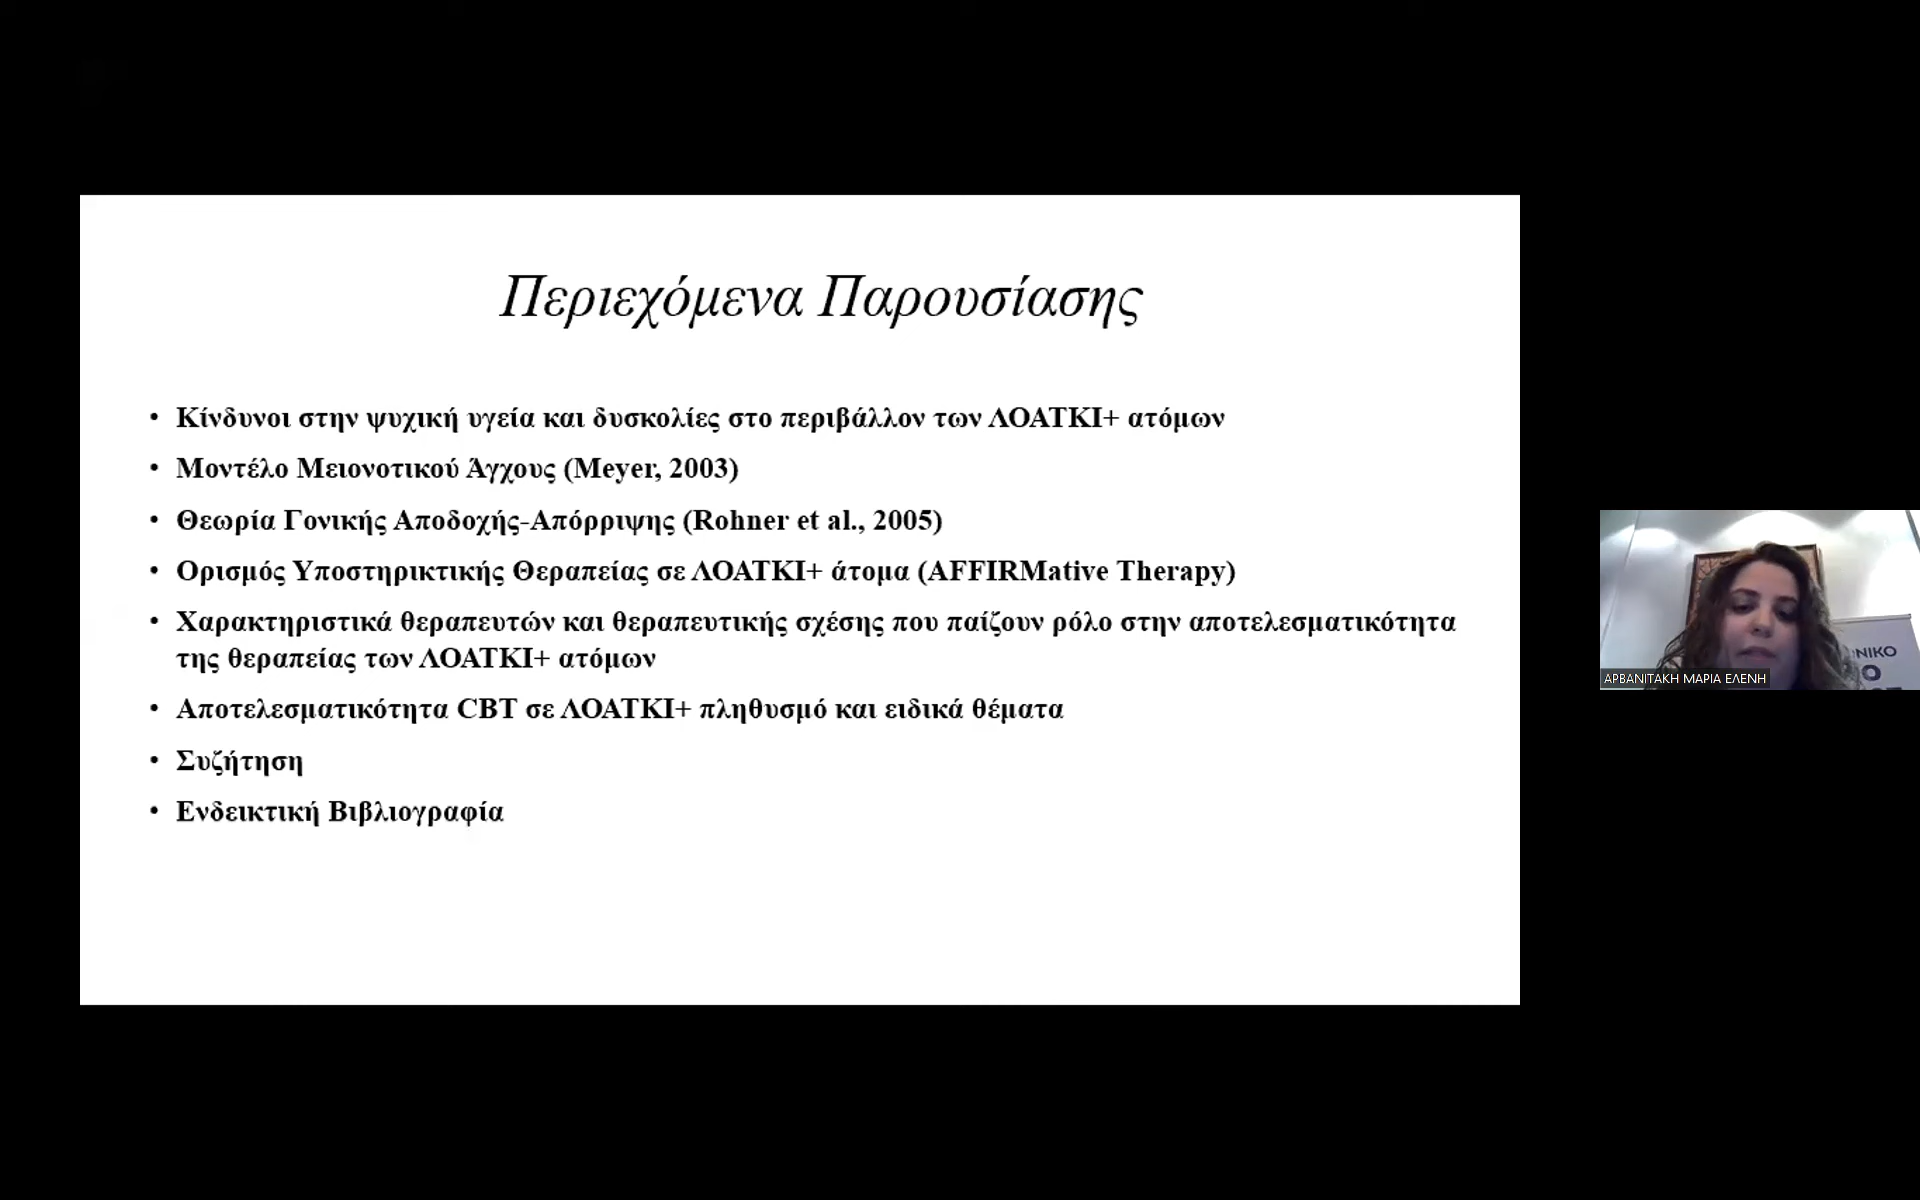 Περιεχόμενα Παρουσίασης
• Κίνδυνοι στην ψυχική υγεία και δυσκολίες στο περιβάλλον των ΛΟΑΤΚΙ+ ατόμων
• Μοντέλο Μειονοτικού Άγχους (Meyer, 2003)
• Θεωρία Γονικής Αποδοχής-Απόρριψης (Rohner et al., 2005)
• Ορισμός Υποστηρικτικής Θεραπείας σε ΛΟΑΤΚΙ+ άτομα (AFFIRMative Therapy)
• Χαρακτηριστικά θεραπευτών και θεραπευτικής σχέσης που παίζουν ρόλο στην αποτελεσματικότητα
της θεραπείας των ΛΟΑΤΚΙ+ ατόμων
• Αποτελεσματικότητα CBT σε ΛΟΑΤΚΙ+ πληθυσμό και ειδικά θέματα
• Συζήτηση
• Ενδεικτική Βιβλιογραφία
ΝΙΚΟ
ΑΡΒΑΝΙΤΑΚΗ ΜΑΡΙΑ ΕΛΕΝΗ